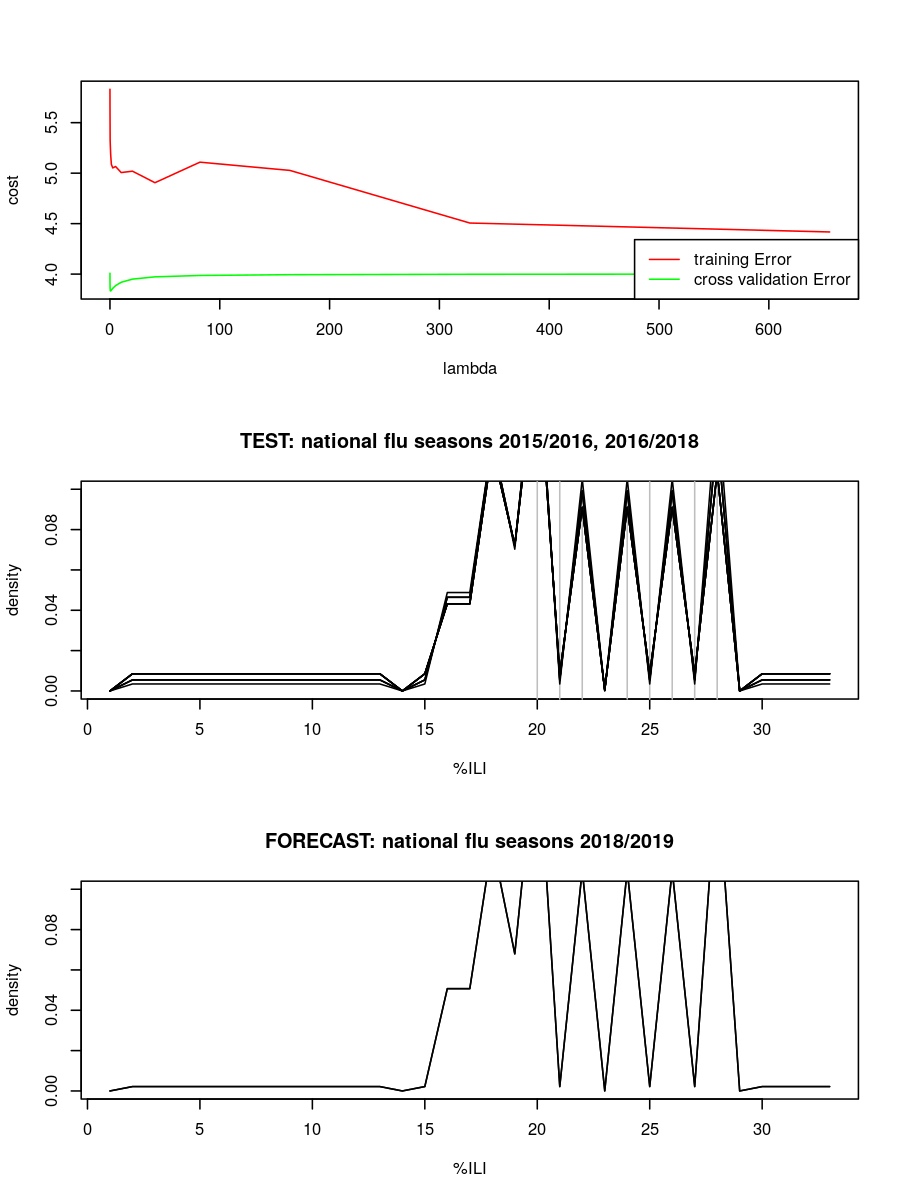 5.5
5.0
4.5
4.0
cost
training Error
cross validation Error
0 100 200 300 400 500 600
lambda
TEST: national flu seasons 2015/2016, 2016/2018
0.08
0.04
0.00
density
0 5 10 15 20 25 30
%ILI
FORECAST: national flu seasons 2018/2019
0.08
0.04
0.00
density
0 5 10 15 20 25 30
%ILI